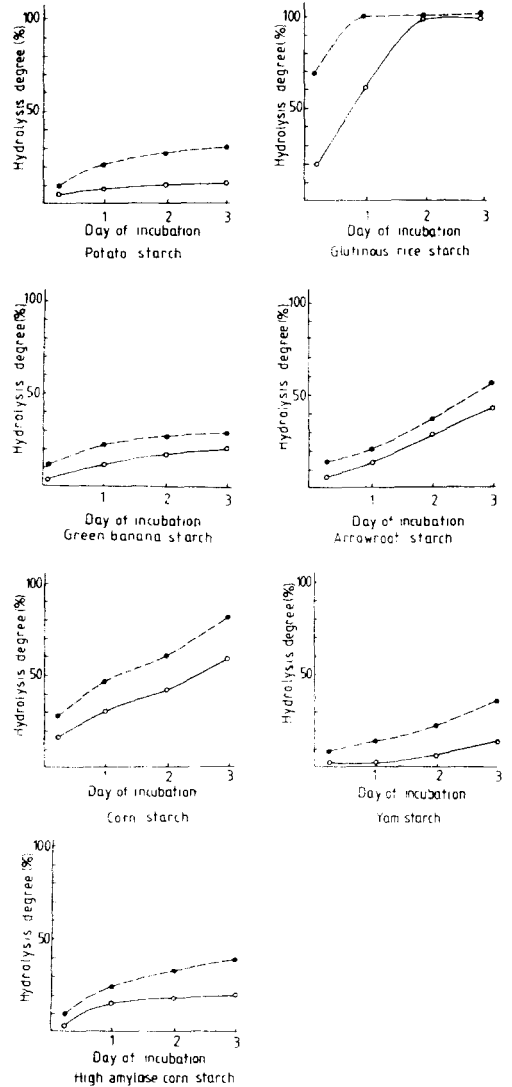 Hydrolysis degree (%)
100
50
1 2 3
Day of incubation
Potato starch
Hydrolysis degree (%)
100
50
1 2 3
Day of incubation
Glutinous rice starch
Hydrolysis degree (%)
100
50
1 2 3
Day of incubation
Green banana starch
Hydrolysis degree (%)
100
50
1 2 3
Day of incubation
Arrowroot starch
Hydrolysis degree (%)
100
50
1 2 3
Day of incubation
Corn starch
Hydrolysis degree (%)
100
50
1 2 3
Day of incubation
Yam starch
Hydrolysis degree (%)
100
50
1 2 3
Day of incubation
High amylose corn starch